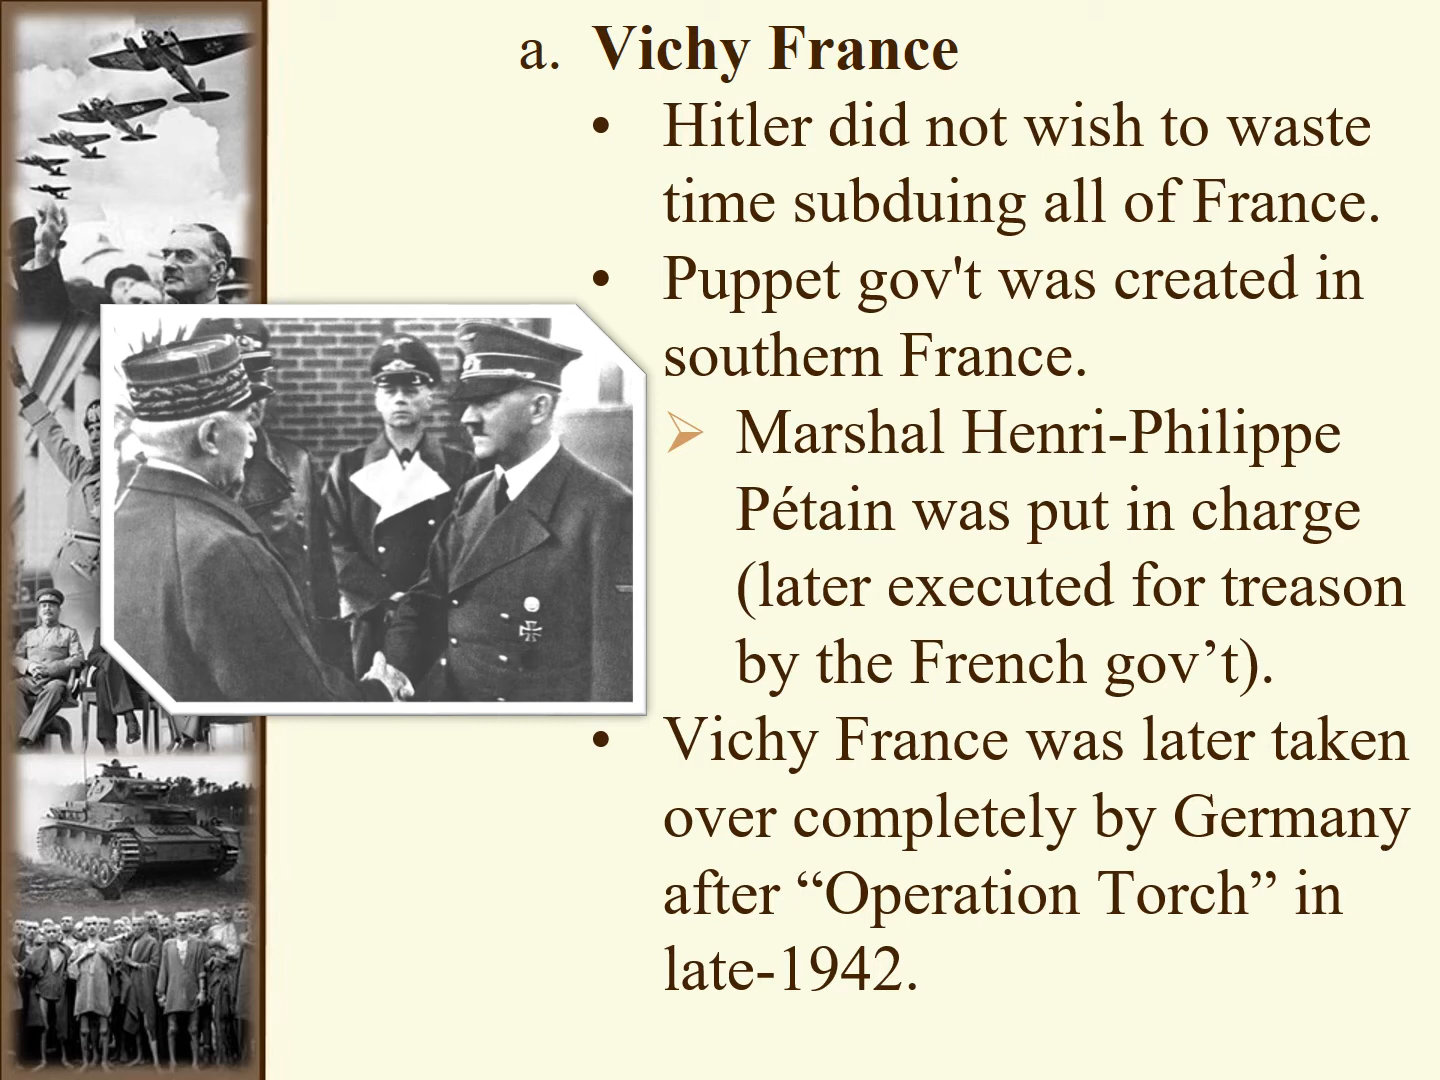 a. Vichy France
• Hitler did not wish to waste
time subduing all of France.
• Puppet gov't was created in
southern France.
➢ Marshal Henri-Philippe
Pétain was put in charge
(later executed for treason
by the French gov’t).
• Vichy France was later taken
over completely by Germany
after “Operation Torch” in
late-1942.